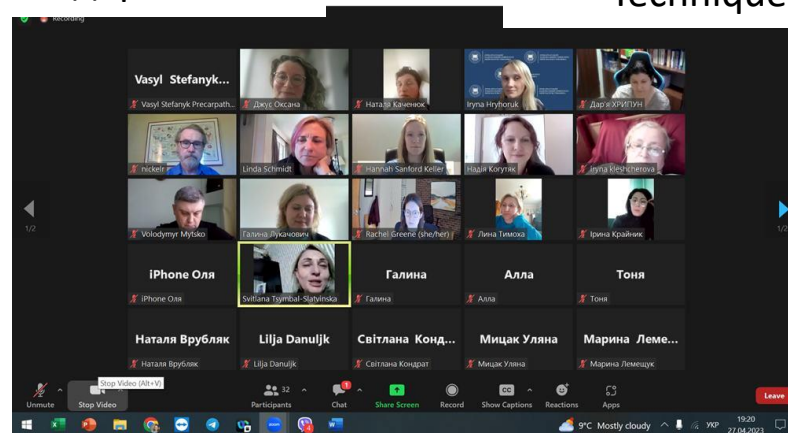 Technique
Recording
Vasyl Stefanyk...
Vasyl Stefanyk Precarpath...
Джус Оксана
Наталя Каченюк
Iryna Hryhoruk
Дар'я ХРИПУН
nickelr
Linda Schmidt
Hannah Sanford Keller
Надія Когутяк
iryna kleshcherova
Volodymyr Mytsko
Галина Лукачович
Rachel Greene (she/her)
Лина Тимоха
Ірина Крайник
1/2
1/2
iPhone Оля
iPhone Оля
Svitlana Tsymbal-Slatvinska
Галина
Галина
Алла
Алла
Тоня
Тоня
Наталя Врубляк
Наталя Врубляк
Lilja Danuljk
Lilja Danuljk
Світлана Конд...
Світлана Кондрат
Мицак Уляна
Мицак Уляна
Марина Леме...
Марина Лемещук
Stop Video (Alt+V)
Unmute
Stop Video
32
Participants
1
Chat
Share Screen
Record
CC
Show Captions
Reactions
Apps
Leave
9°C Mostly cloudy
УКР
19:20
27.04.2023